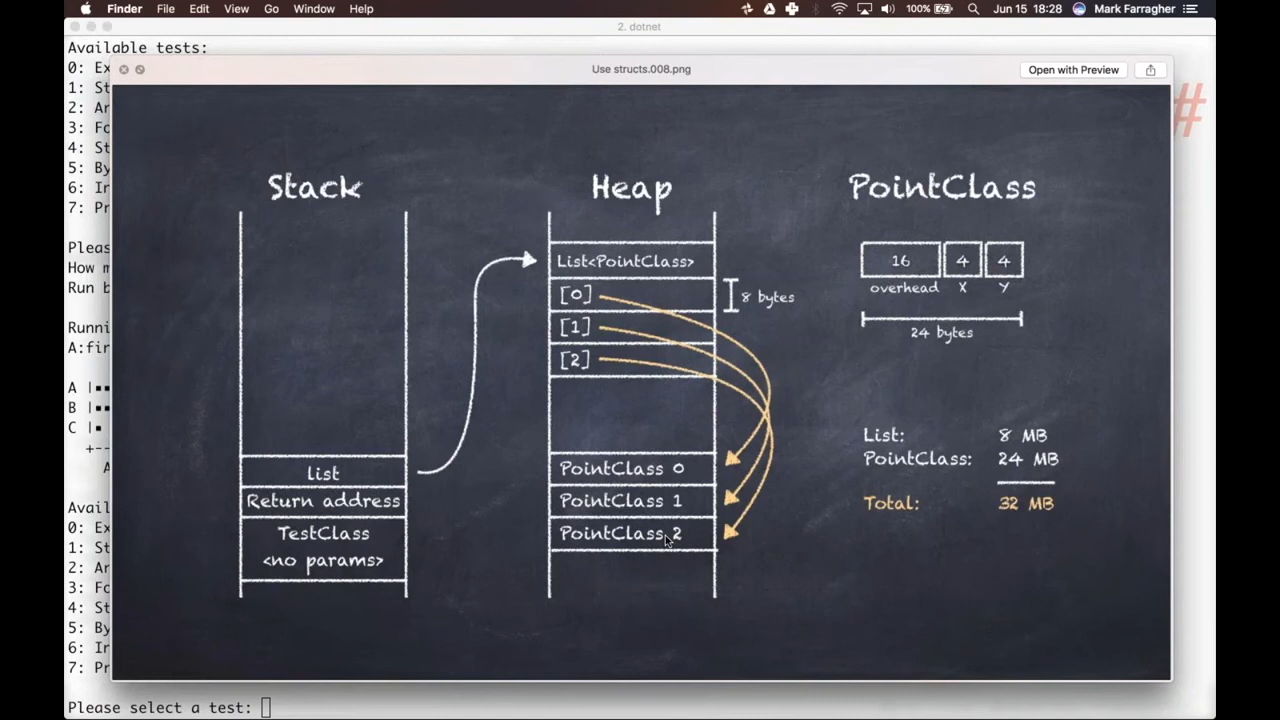 Finder File Edit View Go Window Help 100% Jun 15 18:28 Mark Farragher
2. dotnet
Available tests:
0: Ex
1: St
2: Ar
3: Fo
4: St
5: By
6: In
7: Pr
Pleas
How m
Run b
Runni
A:fir
A
B
C
A
Avail
0: Ex
1: St
2: Ar
3: Fo
4: St
5: By
6: In
7: Pr
Please select a test:
Use structs.008.png
Open with Preview
#
Stack
list
Return address
TestClass
<no params>
Heap
List<PointClass>
[0]
[1]
[2]
8 bytes
PointClass 0
PointClass 1
PointClass 2
PointClass
16 4 4
overhead X Y
24 bytes
List: 8 MB
PointClass: 24 MB
Total: 32 MB